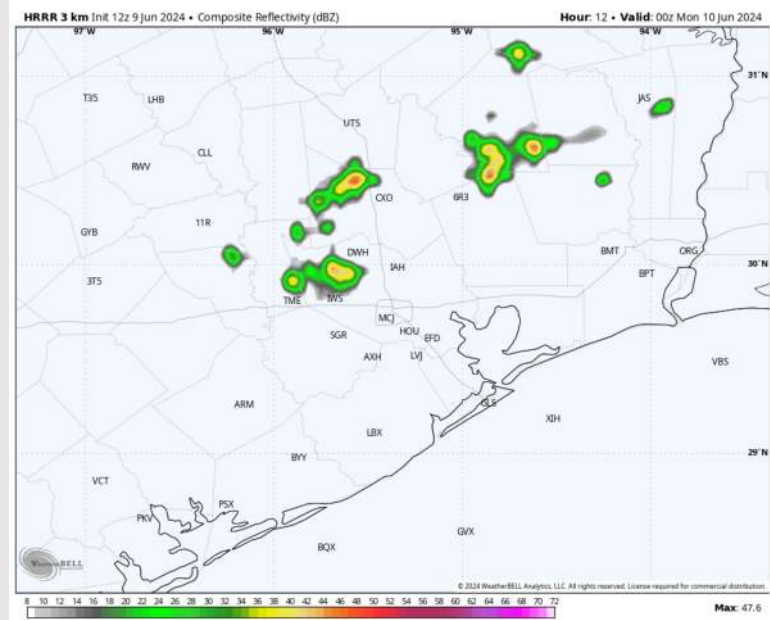 HRRR 3 km Init 12z 9 Jun 2024 • Composite Reflectivity (dBZ) Hour: 12 • Valid: 00z Mon 10 Jun 2024
97°W 96°W 95°W 94°W
31°N
T35 LHB JAS
UTS
CLL
RWV
CXO 6R3
11R
GYB
DWH BMT ORG
IAH 30°N
3T5 BPT
TME IWS
MCJ
SGR HOU EFD
AXH LVJ VBS
ARM GLS
XIH
LBX
BYY 29°N
VCT
PSX
PKV
GVX
BQX
WEATHERBELL
© 2024 WeatherBELL Analytics, LLC. All rights reserved. License required for commercial distribution.
8 10 12 14 16 18 20 22 24 26 28 30 32 34 36 38 40 42 44 46 48 50 52 54 56 58 60 62 64 66 68 70 72 Max: 47.6